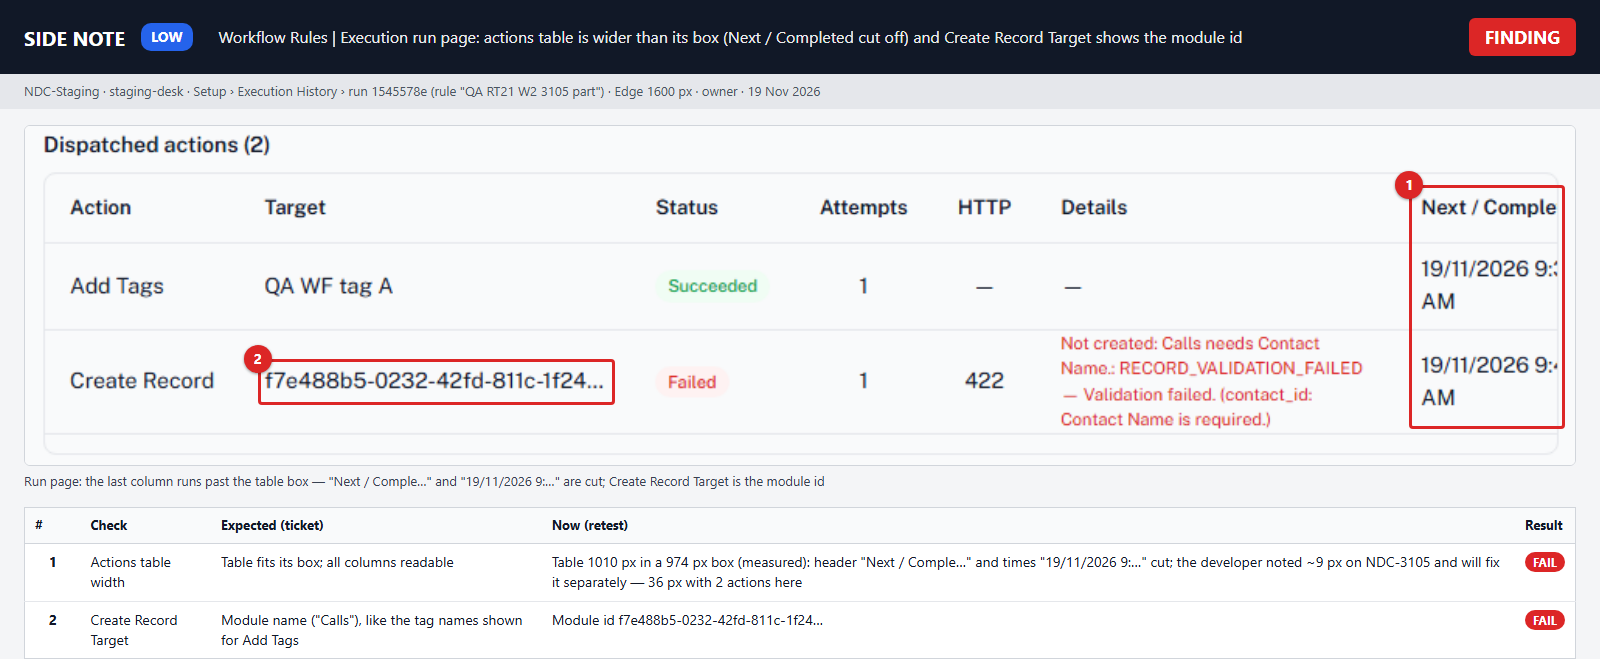 SIDE NOTE LOW Workflow Rules | Execution run page: actions table is wider than its box (Next / Completed cut off) and Create Record Target shows the module id FINDING
NDC-Staging · staging-desk · Setup › Execution History › run 1545578e (rule "QA RT21 W2 3105 part") · Edge 1600 px · owner · 19 Nov 2026
Dispatched actions (2)
1
Action Target Status Attempts HTTP Details Next / Comple
Add Tags QA WF tag A Succeeded 1 — — 19/11/2026 9:
AM
2
Create Record f7e488b5-0232-42fd-811c-1f24... Failed 1 422
Not created: Calls needs Contact
Name.: RECORD_VALIDATION_FAILED
— Validation failed. (contact_id:
Contact Name is required.)
19/11/2026 9:
AM
Run page: the last column runs past the table box — "Next / Comple..." and "19/11/2026 9:..." are cut; Create Record Target is the module id
# Check Expected (ticket) Now (retest) Result
1 Actions table width Table fits its box; all columns readable
Table 1010 px in a 974 px box (measured): header "Next / Comple..." and times "19/11/2026 9:..." cut; the developer noted ~9 px on NDC-3105 and will fix
it separately — 36 px with 2 actions here
FAIL
2 Create Record Target
Module name ("Calls"), like the tag names shown
for Add Tags
Module id f7e488b5-0232-42fd-811c-1f24...
FAIL